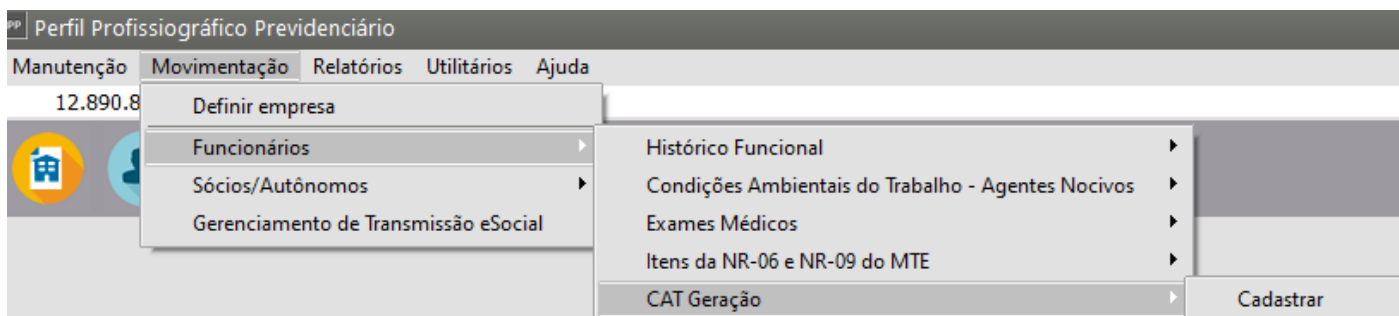 PP Perfil Profissiográfico Previdenciário
Manutenção Movimentação Relatórios Utilitários Ajuda
12.890.8
Definir empresa
Funcionários
Sócios/Autônomos
Gerenciamento de Transmissão eSocial
Histórico Funcional
Condições Ambientais do Trabalho - Agentes Nocivos
Exames Médicos
Itens da NR-06 e NR-09 do MTE
CAT Geração
Cadastrar